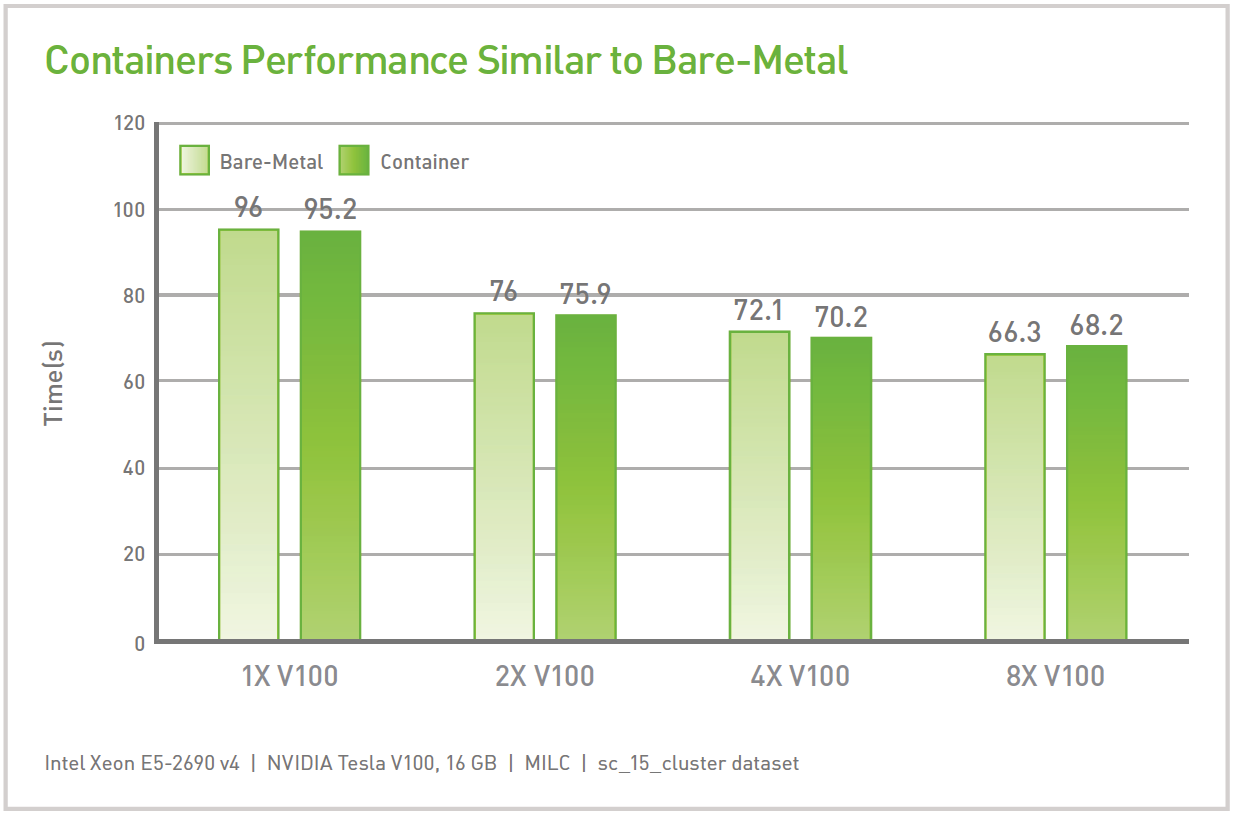 Containers Performance Similar to Bare-Metal
120
Bare-Metal Container
96 95.2
100
76 75.9
80
72.1 70.2
66.3 68.2
60
40
20
0
Time(s)
1X V100 2X V100 4X V100 8X V100
Intel Xeon E5-2690 v4 | NVIDIA Tesla V100, 16 GB | MILC | sc_15_cluster dataset